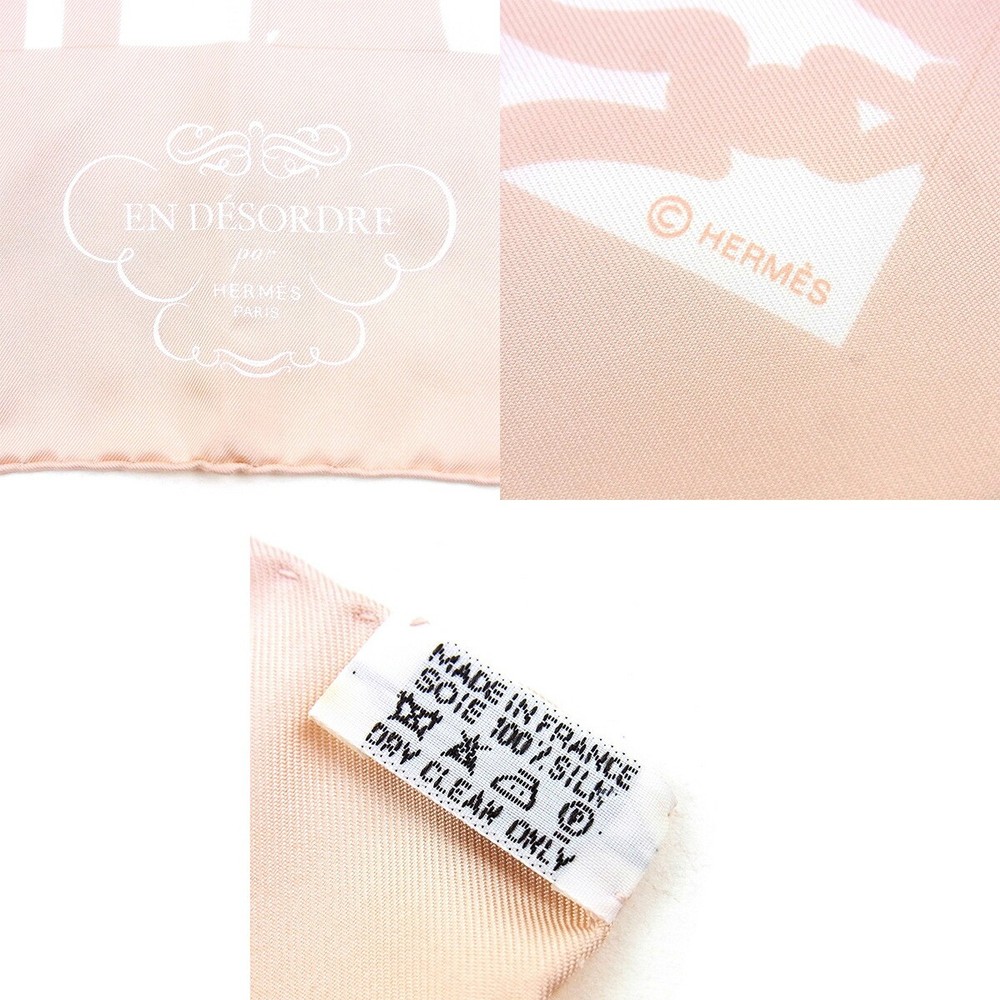 EN DÉSORDRE
par
HERMÈS
PARIS
© HERMÈS
MADE IN FRANCE
SOIE 100% SILK
P
DRY CLEAN ONLY